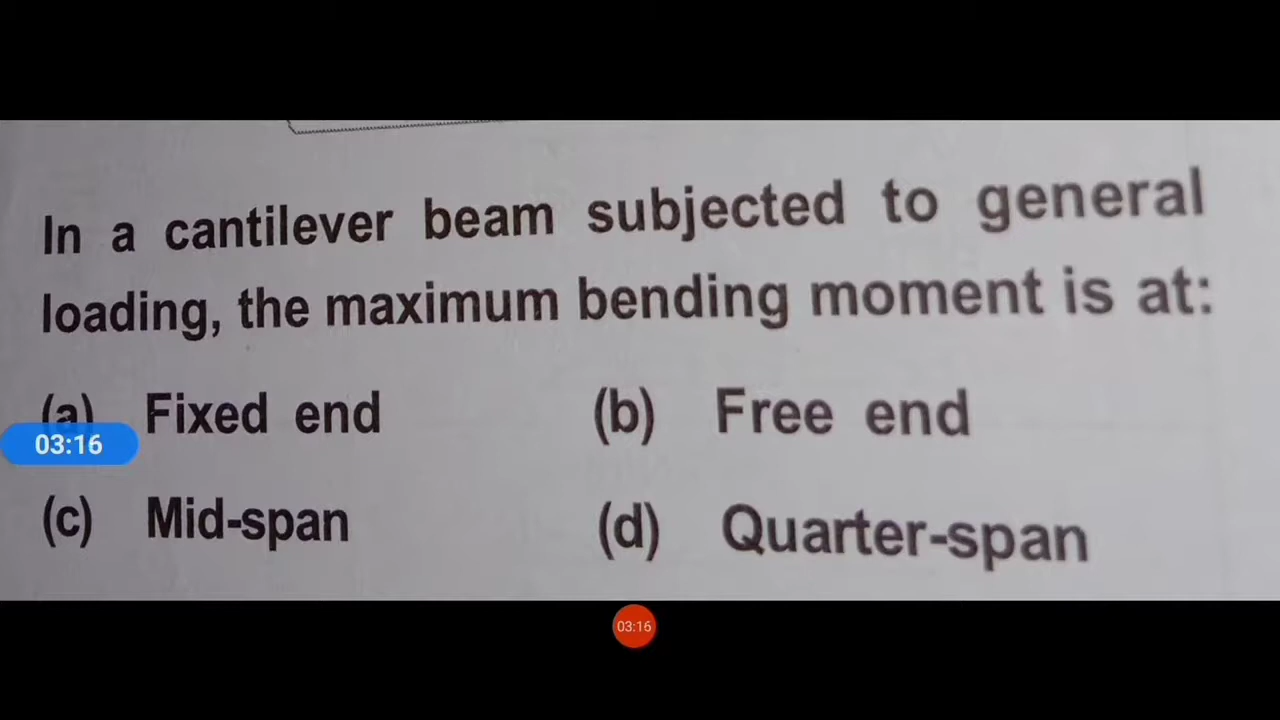 In a cantilever beam subjected to general
loading, the maximum bending moment is at:
(a) Fixed end (b) Free end
03:16
(c) Mid-span (d) Quarter-span
03:16